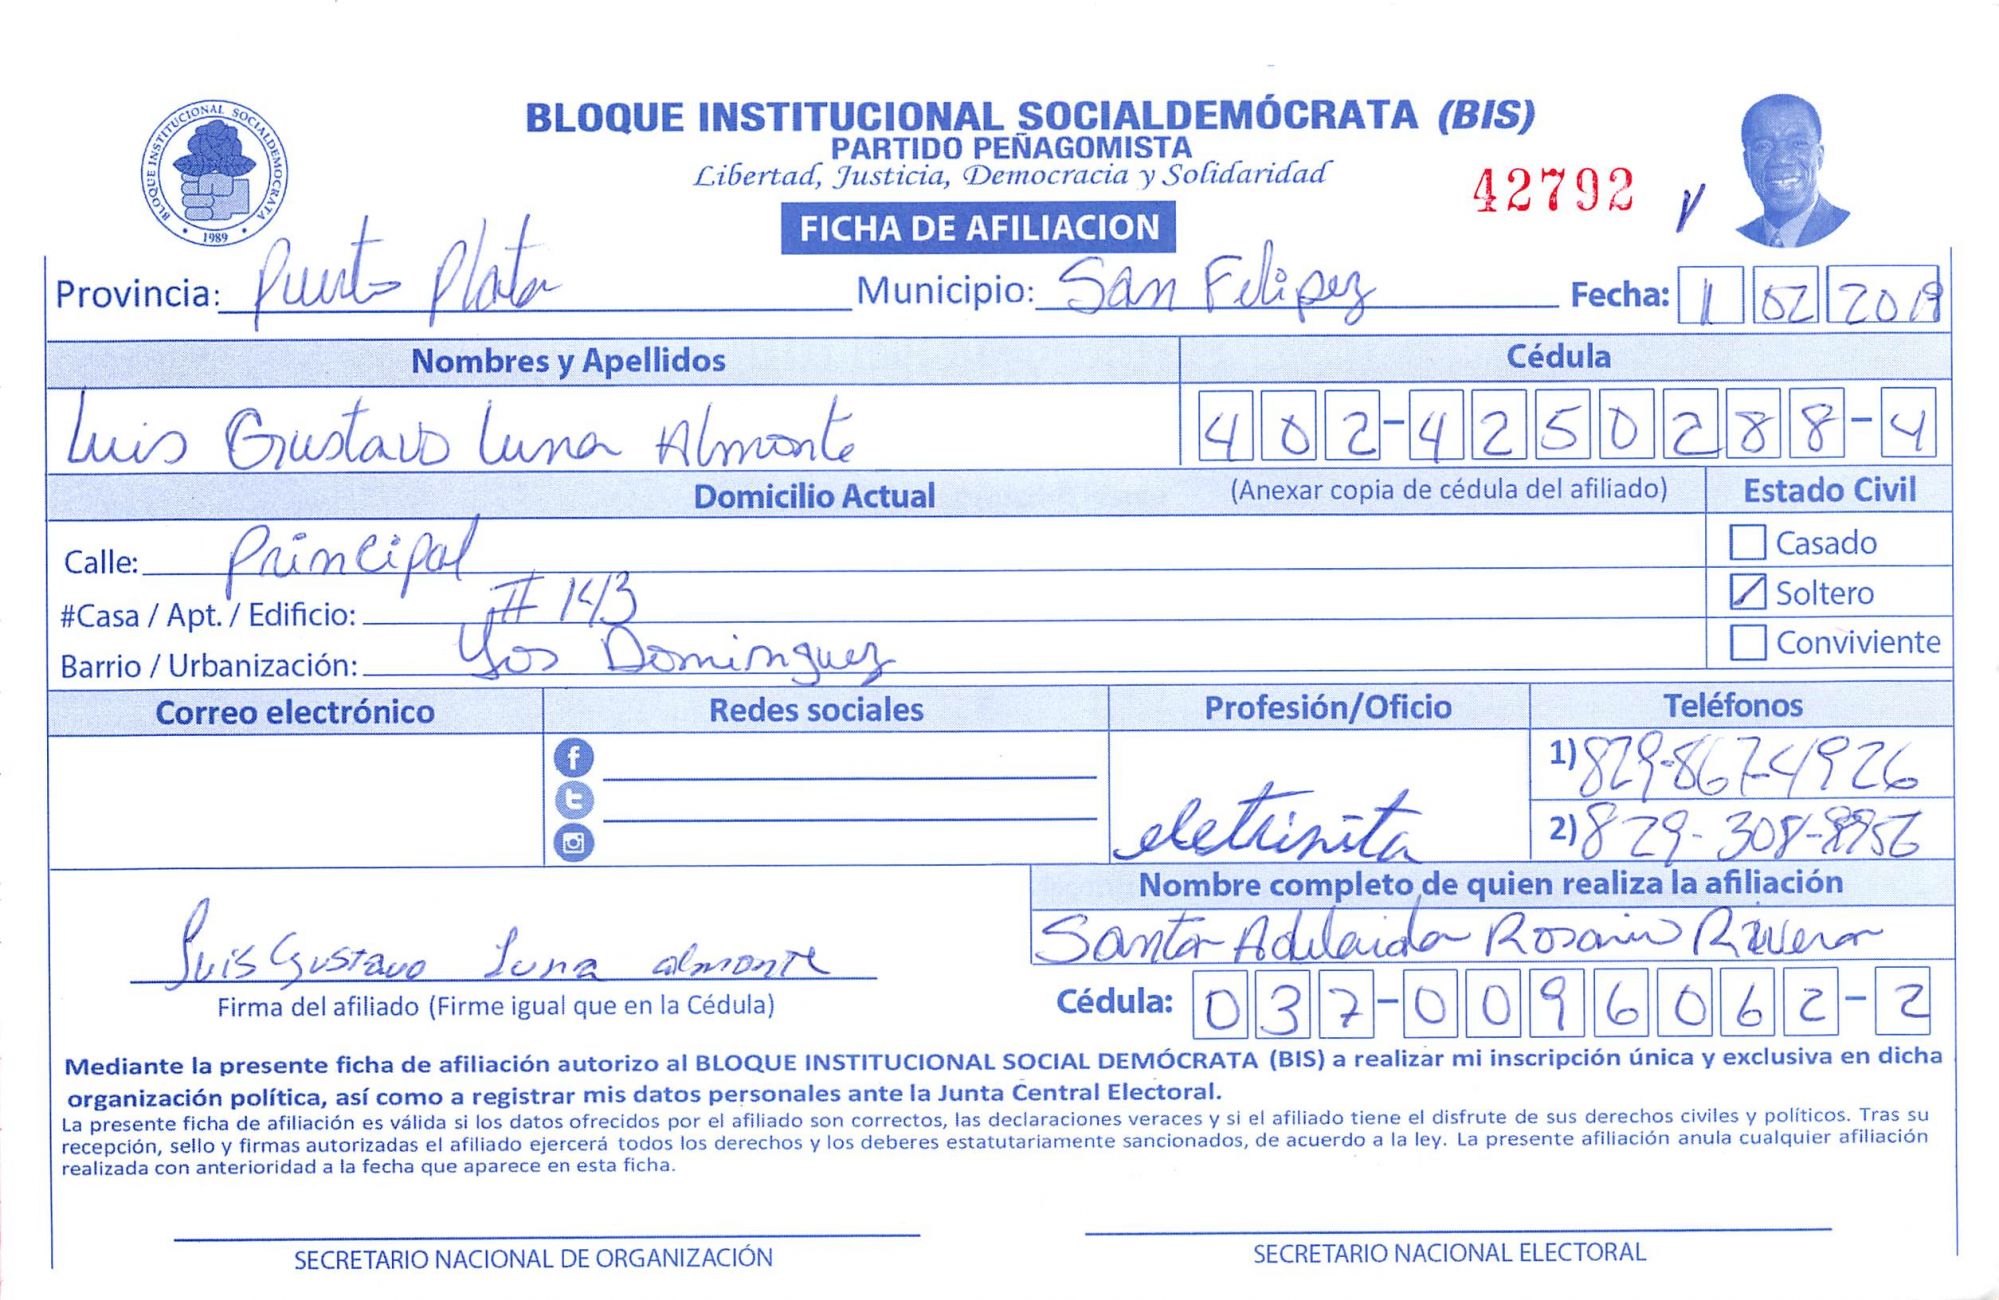 BLOQUE INSTITUCIONAL SOCIALDEMÓCRATA (BIS)
PARTIDO PEÑAGOMISTA
Libertad, Justicia, Democracia y Solidaridad
BLOQUE INSTITUCIONAL SOCIALDEMOCRATA
1989
42792
FICHA DE AFILIACION
Provincia: Puerto Plata Municipio: San Felipez Fecha: 1 02 2019
Nombres y Apellidos Cédula
Luis Gustavo Luna Almonte 402-4250288-4
Domicilio Actual (Anexar copia de cédula del afiliado) Estado Civil
Calle: Principal Casado
#Casa / Apt. / Edificio: # 143 Soltero
Barrio / Urbanización: Los Dominguez Conviviente
Correo electrónico Redes sociales Profesión/Oficio Teléfonos
1) 829-867-4926
eletrisita
2) 829-308-8956
Nombre completo de quien realiza la afiliación
Luis Gustavo Luna almonte Santa Adelaida Rosario Rivera
Firma del afiliado (Firme igual que en la Cédula) Cédula: 037-0096062-2
Mediante la presente ficha de afiliación autorizo al BLOQUE INSTITUCIONAL SOCIAL DEMÓCRATA (BIS) a realizar mi inscripción única y exclusiva en dicha
organización política, así como a registrar mis datos personales ante la Junta Central Electoral.
La presente ficha de afiliación es válida si los datos ofrecidos por el afiliado son correctos, las declaraciones veraces y si el afiliado tiene el disfrute de sus derechos civiles y políticos. Tras su
recepción, sello y firmas autorizadas el afiliado ejercerá todos los derechos y los deberes estatutariamente sancionados, de acuerdo a la ley. La presente afiliación anula cualquier afiliación
realizada con anterioridad a la fecha que aparece en esta ficha.
SECRETARIO NACIONAL DE ORGANIZACIÓN SECRETARIO NACIONAL ELECTORAL